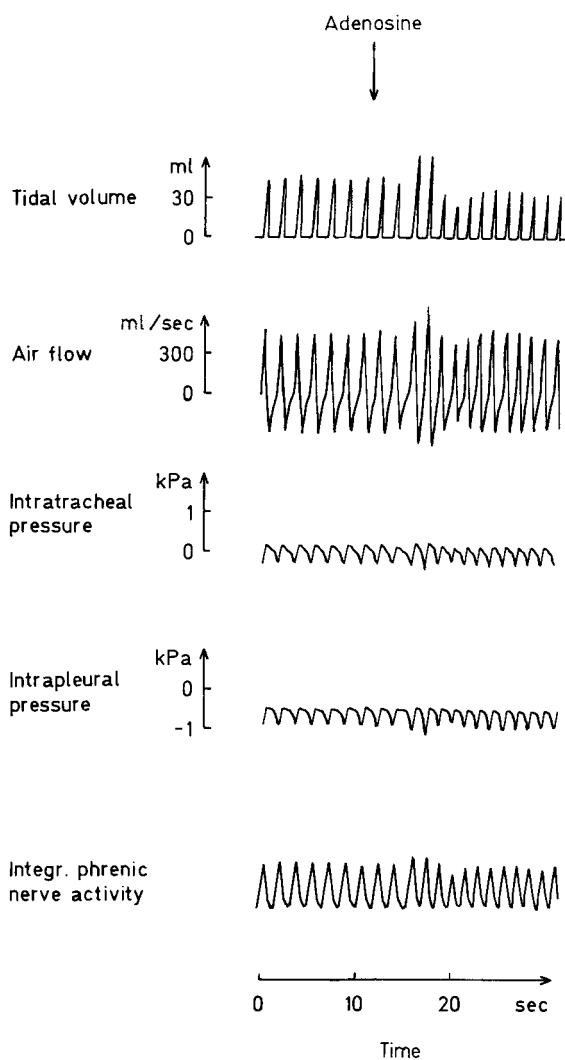 Adenosine
ml
Tidal volume
30
0
ml/sec
Air flow
300
0
kPa
Intratracheal
pressure
1
0
kPa
Intrapleural
pressure
0
-1
Integr. phrenic
nerve activity
0 10 20 sec
Time